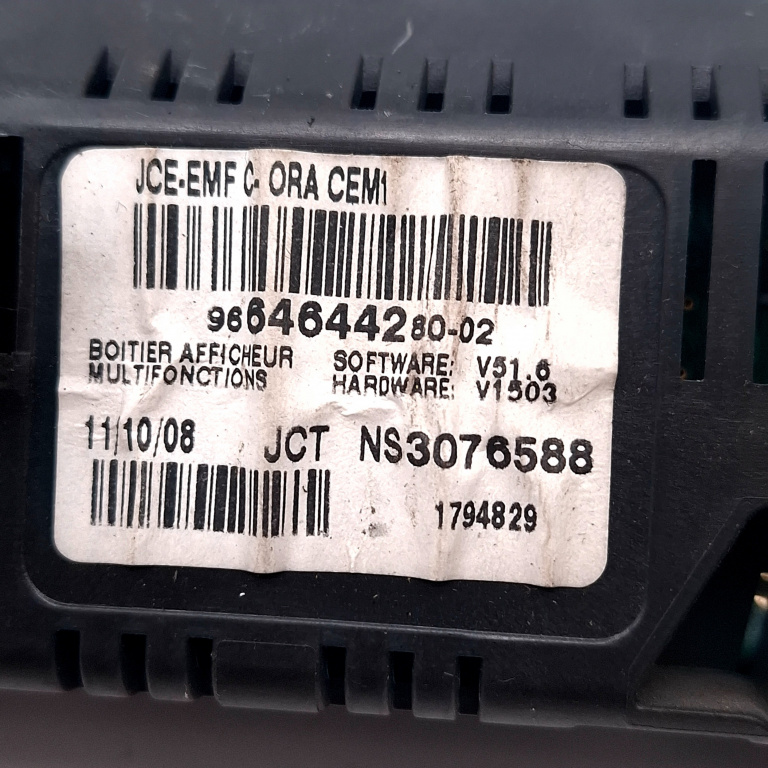 JCE-EMF C- ORA CEM1
9664644280-02
BOITIER AFFICHEUR
MULTIFONCTIONS
SOFTWARE: V51.6
HARDWARE: V1503
11/10/08 JCT NS3076588
1794829